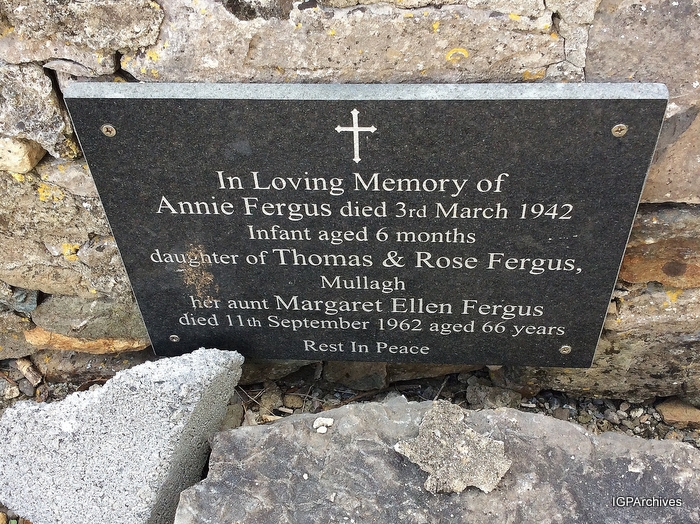 In Loving Memory of
Annie Fergus died 3rd March 1942
Infant aged 6 months
daughter of Thomas & Rose Fergus,
Mullagh
her aunt Margaret Ellen Fergus
died 11th September 1962 aged 66 years
Rest In Peace
IGPArchives